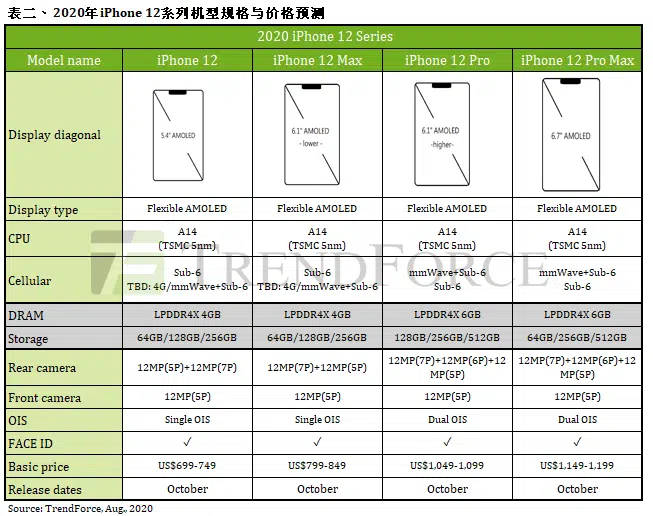 表二、2020年iPhone 12系列机型规格与价格预测
2020 iPhone 12 Series
Model name iPhone 12 iPhone 12 Max iPhone 12 Pro iPhone 12 Pro Max
Display diagonal 5.4" AMOLED 6.1" AMOLED - lower - 6.1" AMOLED -higher- 6.7" AMOLED
Display type Flexible AMOLED Flexible AMOLED Flexible AMOLED Flexible AMOLED
CPU A14 (TSMC 5nm) A14 (TSMC 5nm) A14 (TSMC 5nm) A14 (TSMC 5nm)
TRENDFORCE
Cellular Sub-6 TBD: 4G/mmWave+Sub-6 Sub-6 TBD: 4G/mmWave+Sub-6 mmWave+Sub-6 Sub-6 mmWave+Sub-6 Sub-6
DRAM LPDDR4X 4GB LPDDR4X 4GB LPDDR4X 6GB LPDDR4X 6GB
Storage 64GB/128GB/256GB 64GB/128GB/256GB 128GB/256GB/512GB 64GB/256GB/512GB
Rear camera 12MP(5P)+12MP(7P) 12MP(7P)+12MP(5P) 12MP(7P)+12MP(6P)+12MP(5P) 12MP(7P)+12MP(6P)+12MP(5P)
Front camera 12MP(5P) 12MP(5P) 12MP(5P) 12MP(5P)
OIS Single OIS Single OIS Dual OIS Dual OIS
FACE ID ✓ ✓ ✓ ✓
Basic price US$699-749 US$799-849 US$1,049-1,099 US$1,149-1,199
Release dates October October October October
Source: TrendForce, Aug., 2020